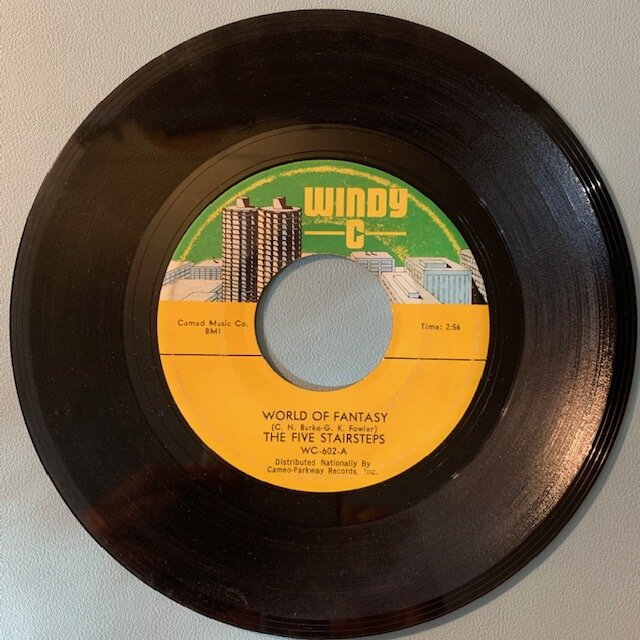 WINDY
C
Camad Music Co.
BMI
Time: 2:56
WORLD OF FANTASY
(C. N. Burke-G. K. Fowler)
THE FIVE STAIRSTEPS
WC-602-A
Distributed Nationally By
Cameo-Parkway Records, Inc.